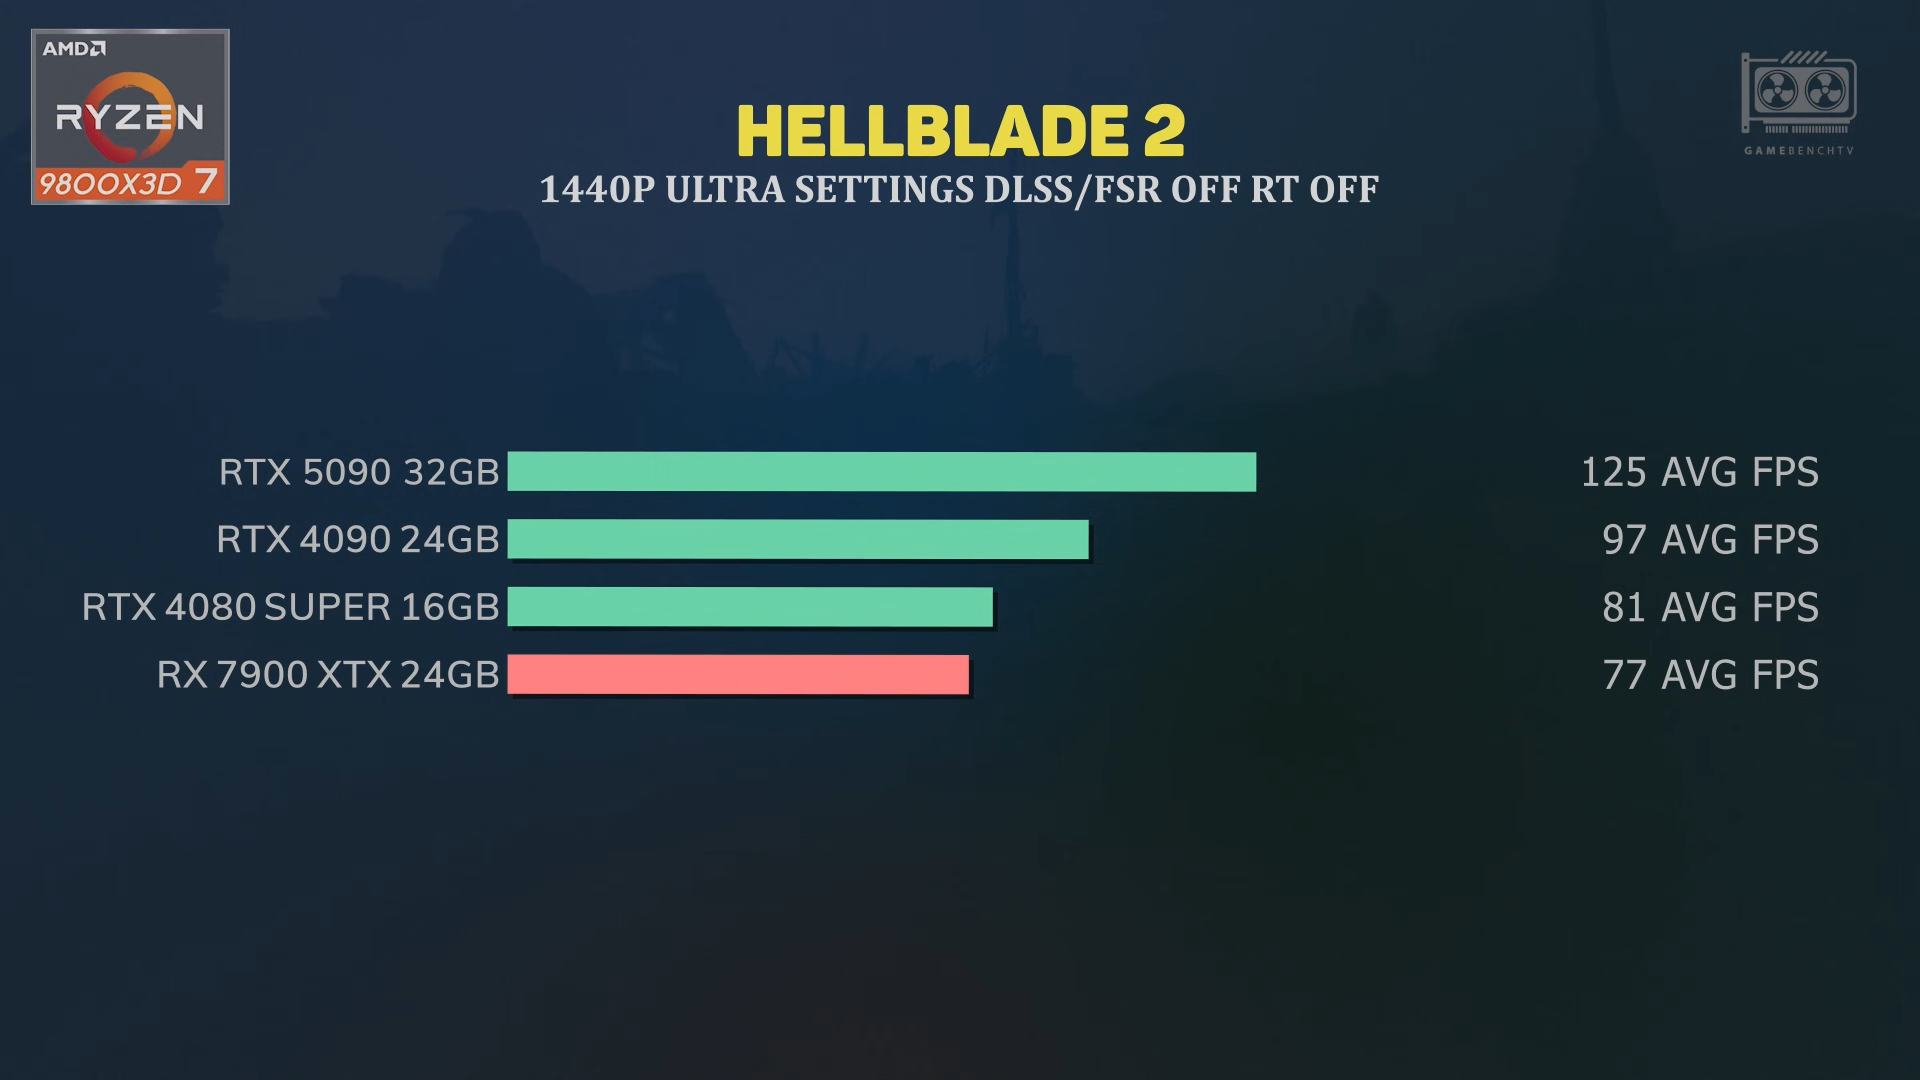 AMD
RYZEN
9800X3D 7
GAMEBENCHTV
HELLBLADE 2
1440P ULTRA SETTINGS DLSS/FSR OFF RT OFF
RTX 5090 32GB 125 AVG FPS
RTX 4090 24GB 97 AVG FPS
RTX 4080 SUPER 16GB 81 AVG FPS
RX 7900 XTX 24GB 77 AVG FPS